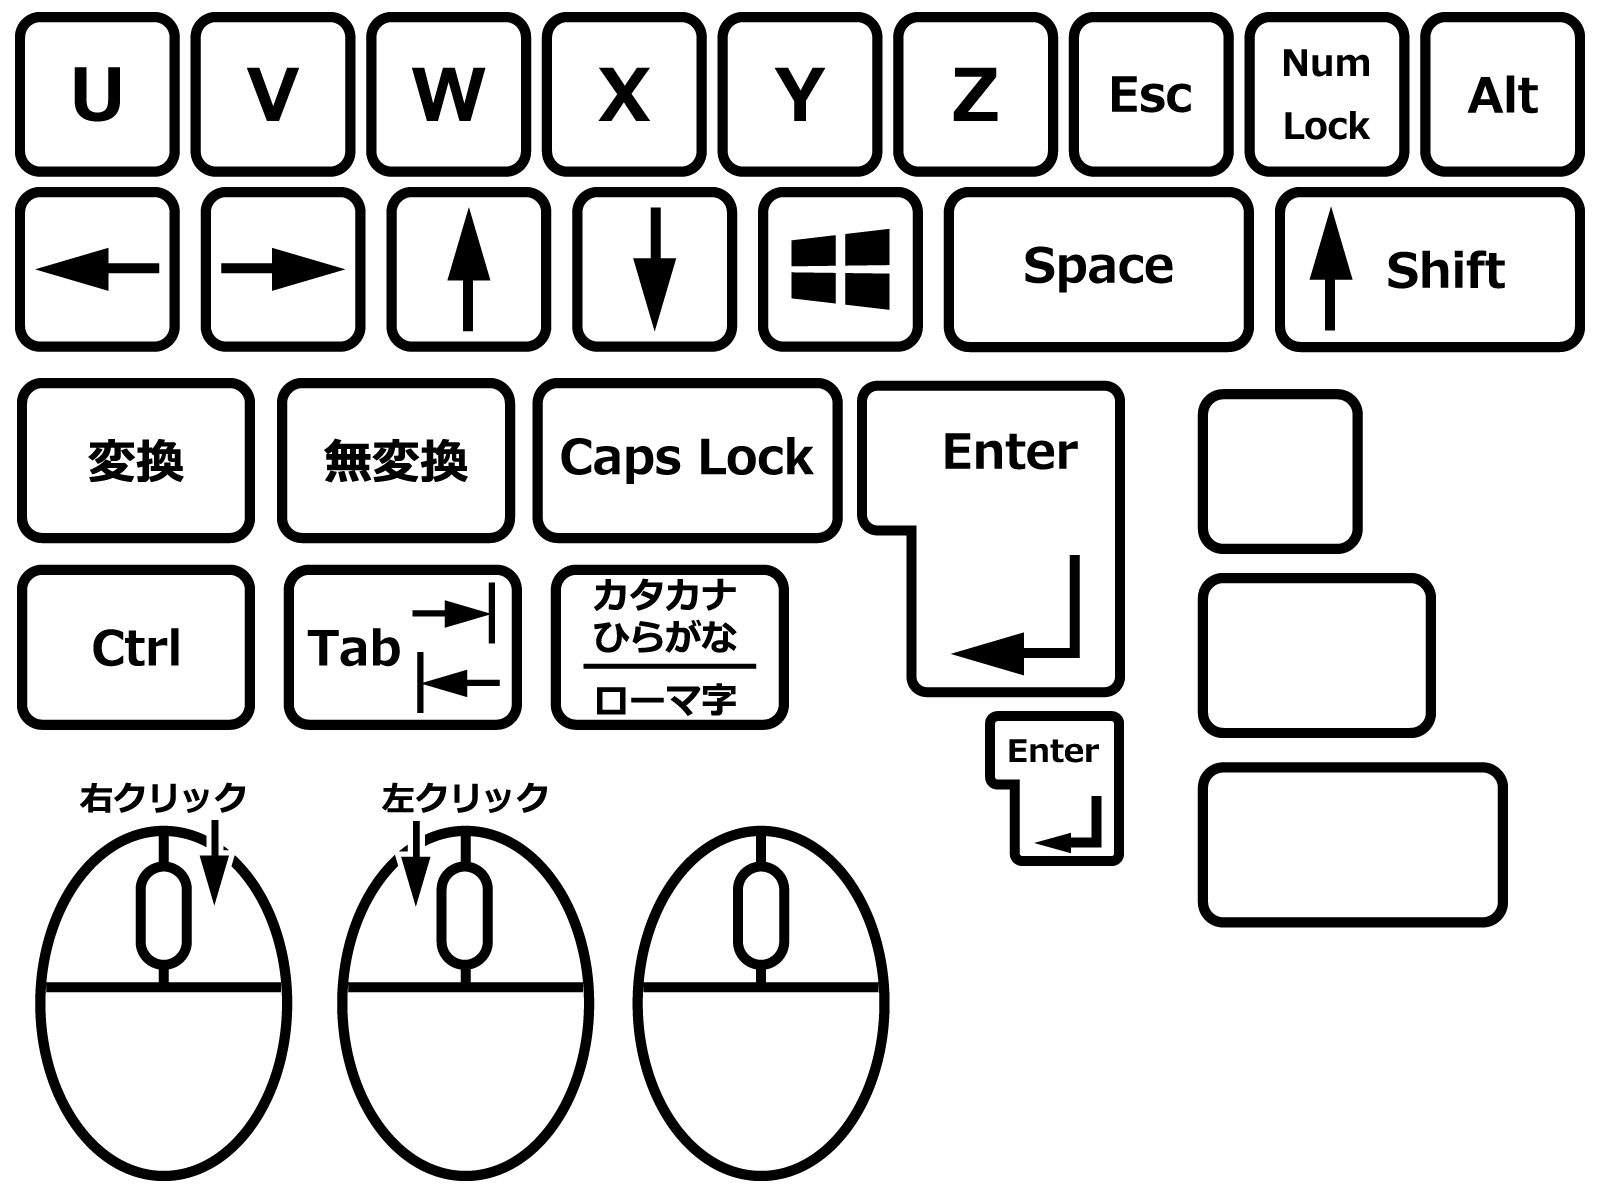 U V W X Y Z Esc Num Lock Alt
Space Shift
変換 無変換 Caps Lock Enter
Ctrl Tab カタカナ
ひらがな
ローマ字
Enter
右クリック 左クリック